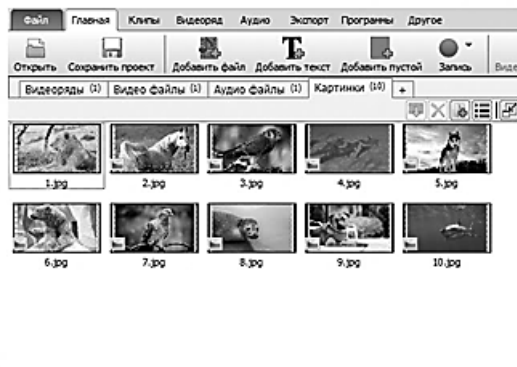 Файл Главная Клипы Видеоряд Аудио Экспорт Программы Другое
Открыть Сохранить проект Добавить файл Добавить текст Добавить пустой Запись Виде
Видеоряды (1) Видео файлы (1) Аудио файлы (1) Картинки (10) +
1.jpg 2.jpg 3.jpg 4.jpg 5.jpg
6.jpg 7.jpg 8.jpg 9.jpg 10.jpg